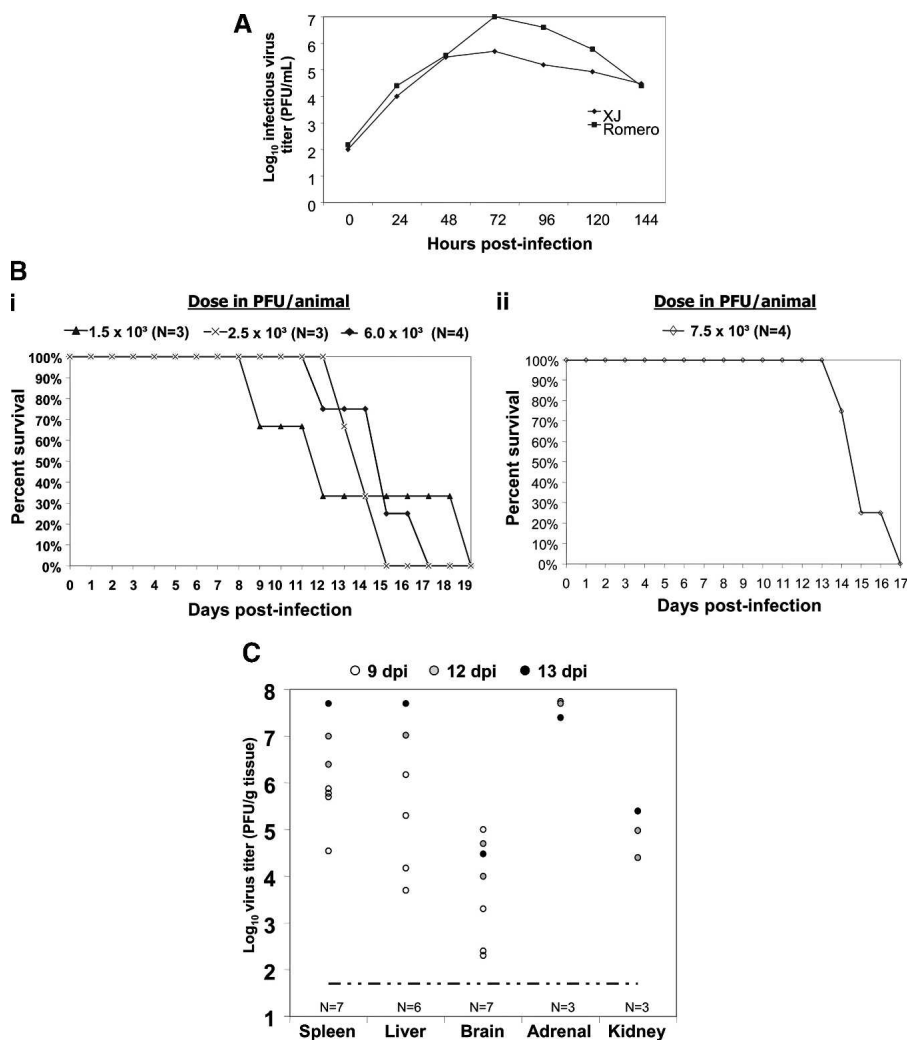 A
Log₁₀ infectious virus
titer (PFU/mL)
7
6
5
4
3
2
1
0
0 24 48 72 96 120 144
Hours post-infection
XJ
Romero
B
i
Dose in PFU/animal
1.5 x 10³ (N=3) 2.5 x 10³ (N=3) 6.0 x 10³ (N=4)
Percent survival
100%
90%
80%
70%
60%
50%
40%
30%
20%
10%
0%
0 1 2 3 4 5 6 7 8 9 10 11 12 13 14 15 16 17 18 19
Days post-infection
ii
Dose in PFU/animal
7.5 x 10³ (N=4)
Percent survival
100%
90%
80%
70%
60%
50%
40%
30%
20%
10%
0%
0 1 2 3 4 5 6 7 8 9 10 11 12 13 14 15 16 17
Days post-infection
C
9 dpi 12 dpi 13 dpi
Log₁₀ virus titer (PFU/g tissue)
8
7
6
5
4
3
2
1
N=7 N=6 N=7 N=3 N=3
Spleen Liver Brain Adrenal Kidney